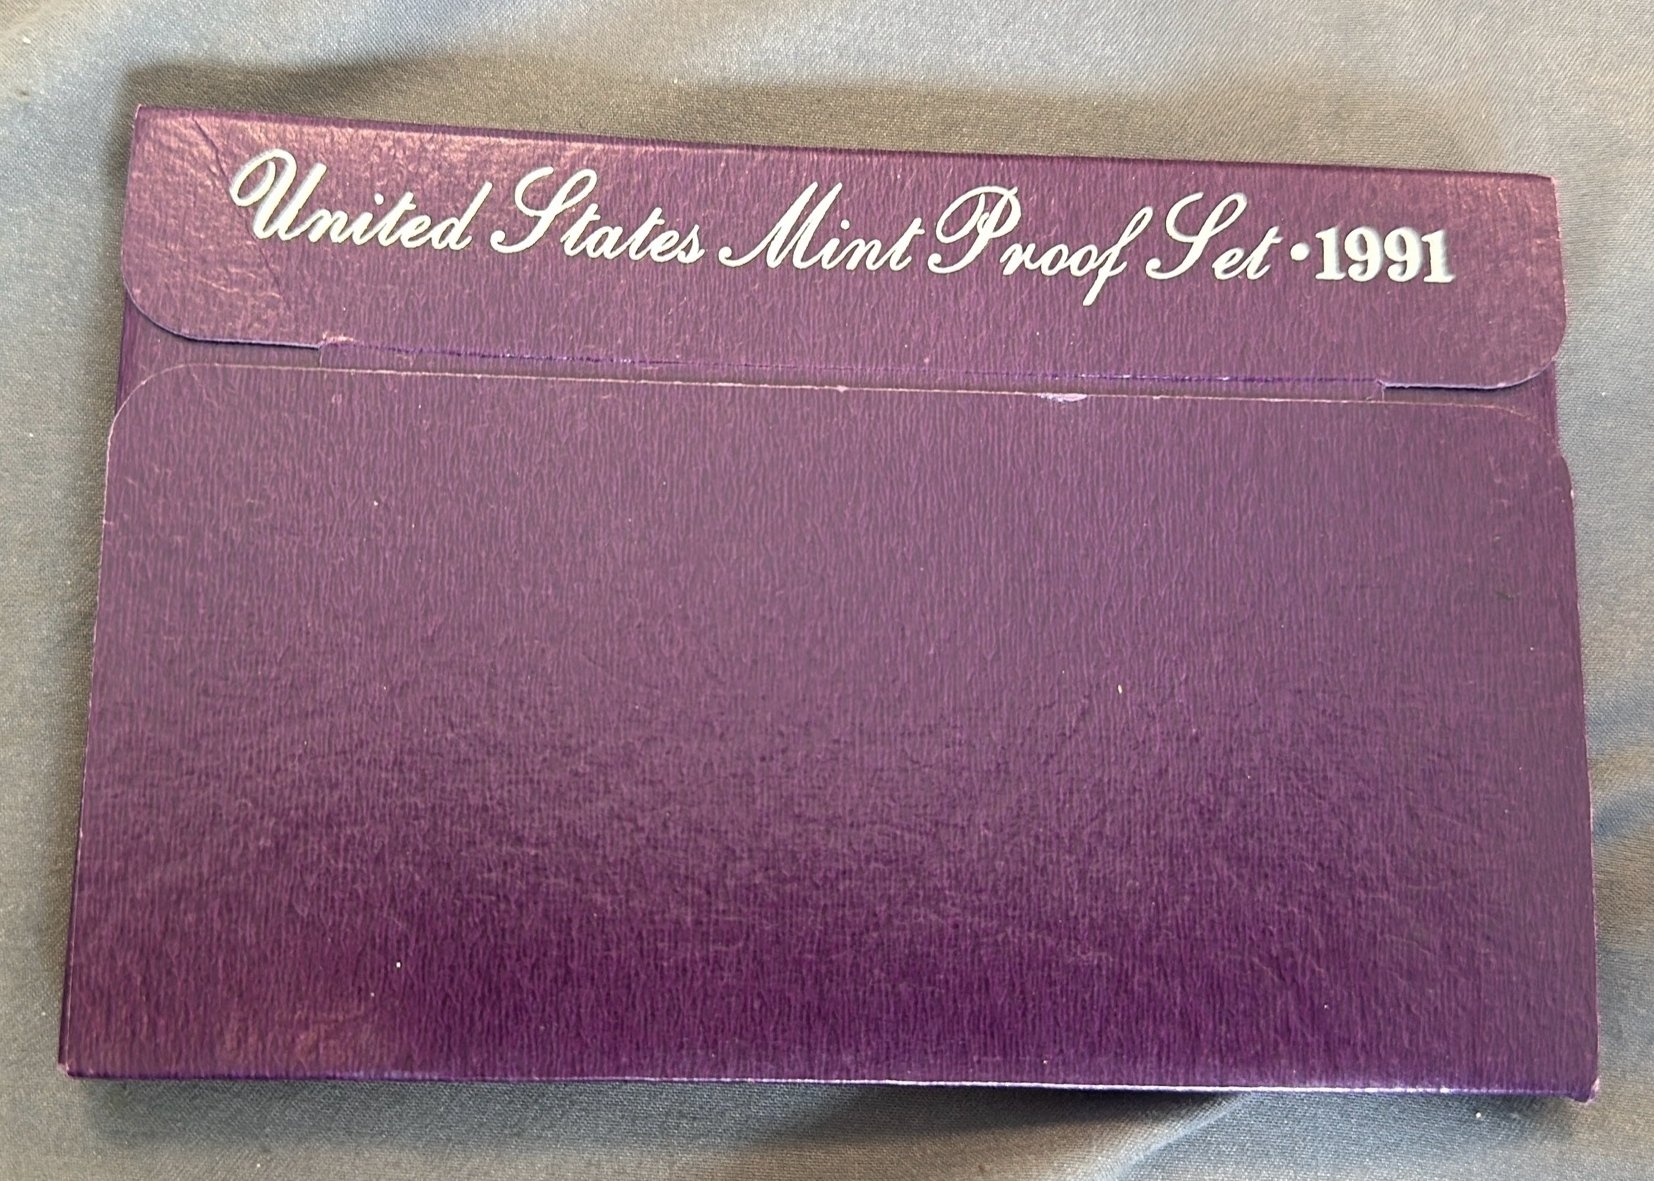 United States Mint Proof Set · 1991